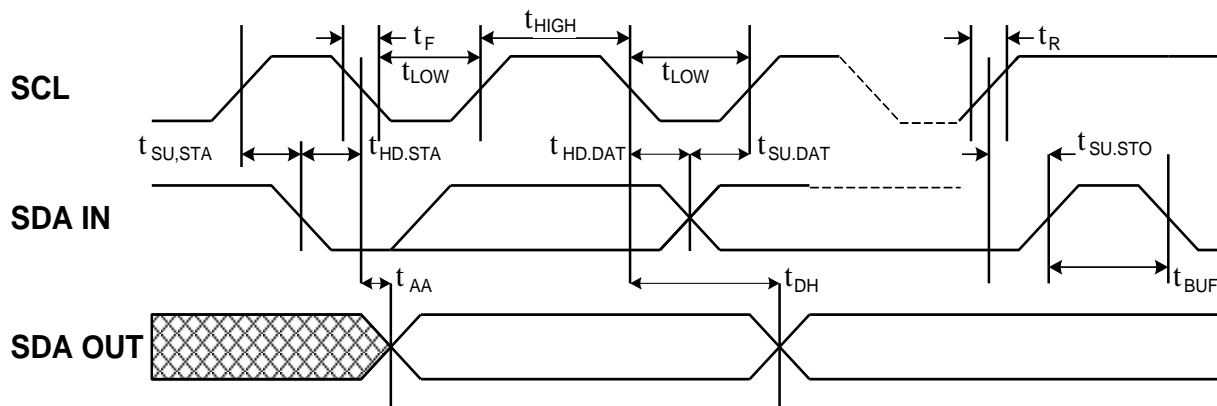 tF
tHIGH
tR
SCL
tLOW
tLOW
tSU,STA
tHD.STA
tHD.DAT
tSU.DAT
tSU.STO
SDA IN
tAA
tDH
tBUF
SDA OUT